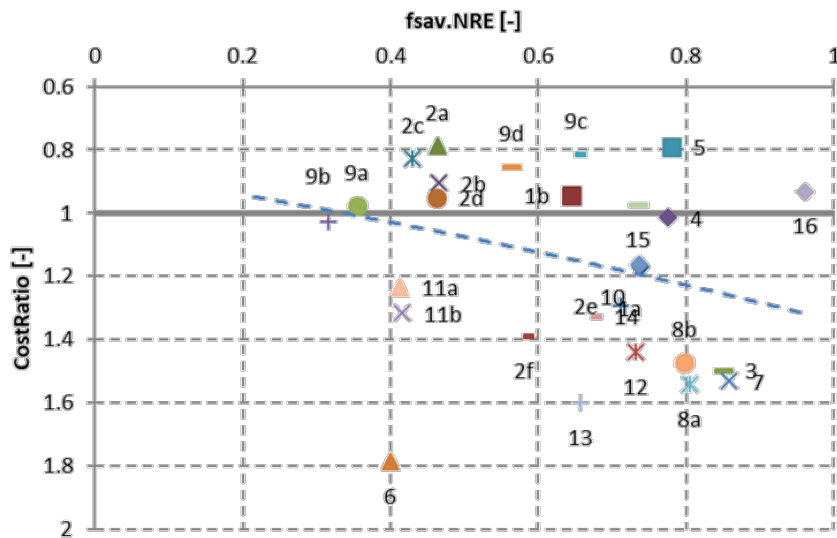 fsav.NRE [-]
0 0.2 0.4 0.6 0.8 1
0.6
2a
2c 9d 9c
0.8 5
9b 9a 2b
2d 1b
1 4 16
15
CostRatio [-]
1.2
11a 10
11b 2e 1a
14 8b
1.4
2f 3
12 7
1.6 8a
13
1.8
6
2